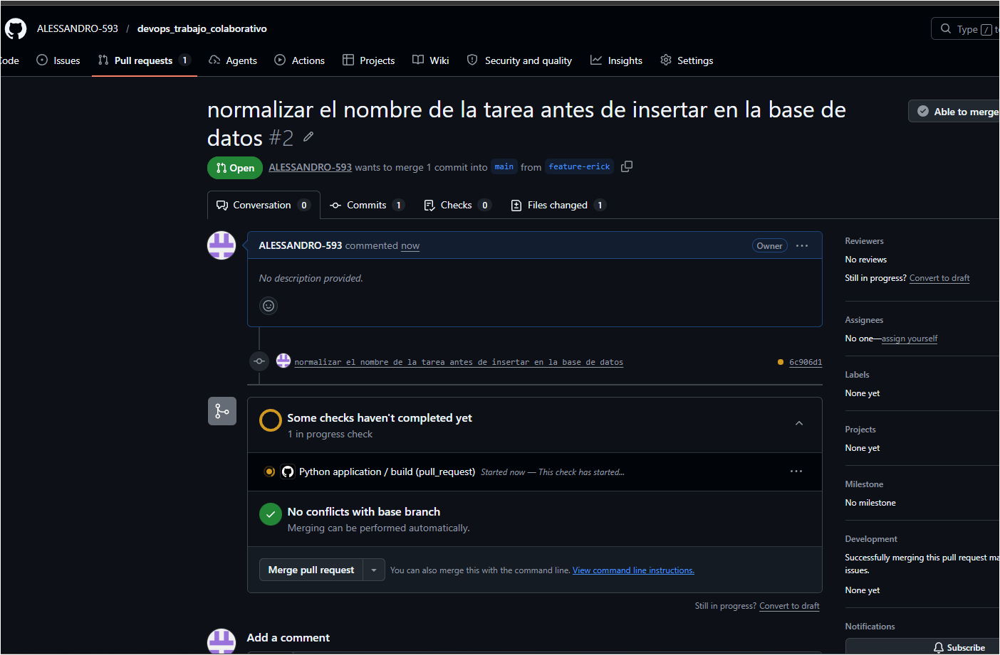 ALESSANDRO-593 / devops_trabajo_colaborativo
Type / to
Code Issues Pull requests 1 Agents Actions Projects Wiki Security and quality Insights Settings
normalizar el nombre de la tarea antes de insertar en la base de
datos #2
Able to merge
Open ALESSANDRO-593 wants to merge 1 commit into main from feature-erick
Conversation 0 Commits 1 Checks 0 Files changed 1
ALESSANDRO-593 commented now Owner ...
No description provided.
normalizar el nombre de la tarea antes de insertar en la base de datos 6c906d1
Some checks haven't completed yet
1 in progress check
Python application / build (pull_request) Started now — This check has started... ...
No conflicts with base branch
Merging can be performed automatically.
Merge pull request You can also merge this with the command line. View command line instructions.
Still in progress? Convert to draft
Add a comment
Reviewers
No reviews
Still in progress? Convert to draft
Assignees
No one—assign yourself
Labels
None yet
Projects
None yet
Milestone
No milestone
Development
Successfully merging this pull request ma
issues.
None yet
Notifications
Subscribe